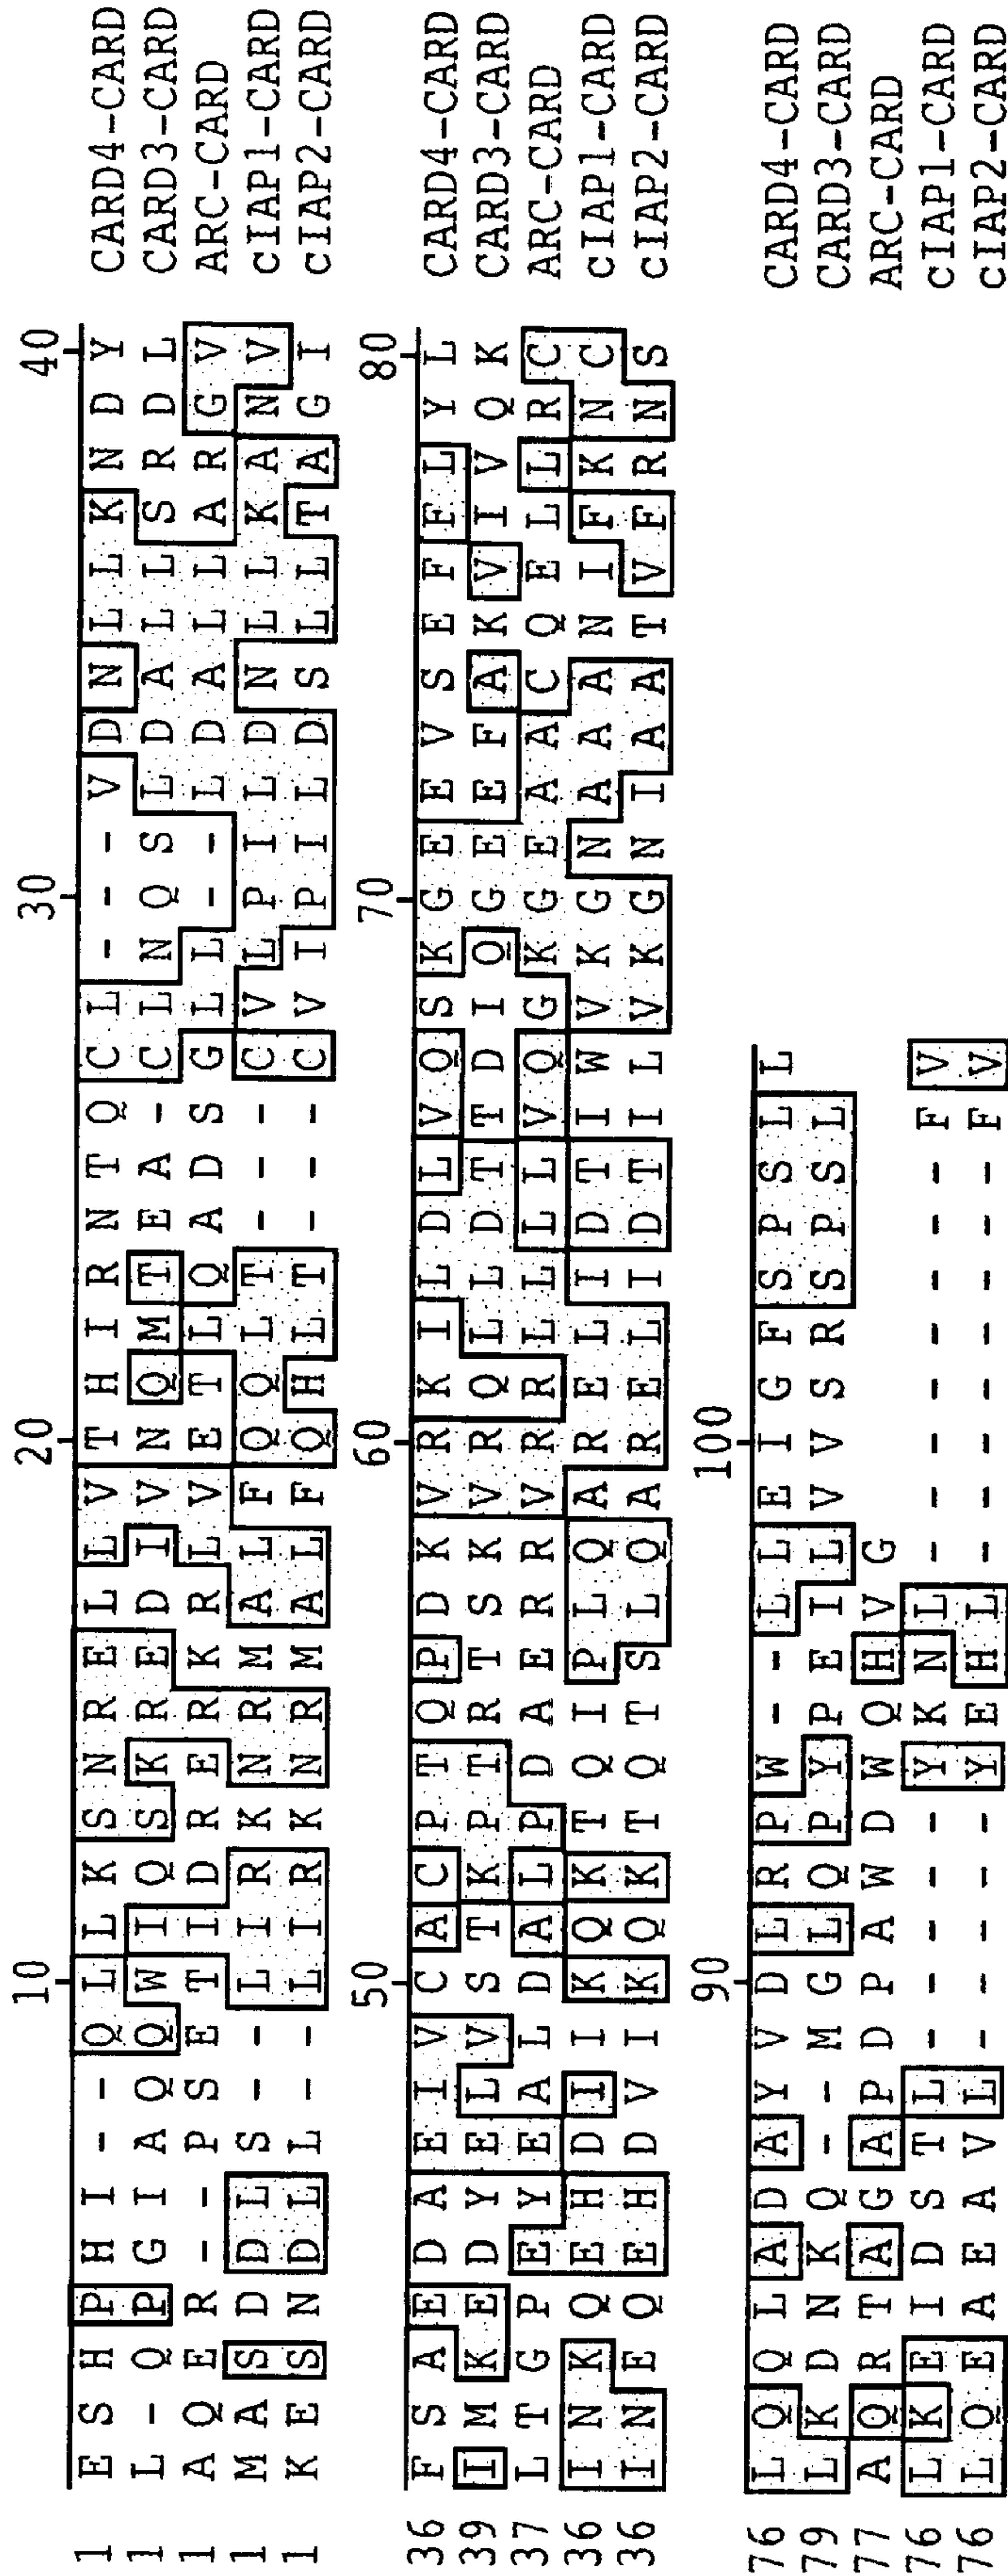 10 20 30 40
1 E S H P H I - - Q L L K S N R E L L V T H I R N T Q C L - - - V D N L L K N D Y CARD4-CARD
1 L - Q P G I A Q Q W I Q S K R E D I V N Q M T E A - C L N Q S L D A L L S R D L CARD3-CARD
1 A Q E R - - P S E T I D R E R K R L V E T L Q A D S G L L - - L D A L L A R G V ARC-CARD
1 M A S D D L S - - L I R K N R M A L F Q Q L T - - - C V L P I L D N L L K A N V cIAP1-CARD
1 K E S N D L L - - L I R K N R M A L F Q H L T - - - C V I P I L D S L L T A G I cIAP2-CARD
50 60 70 80
36 F S A E D A E I V C A C P T Q P D K V R K I L D L V Q S K G E E V S E F E L Y L CARD4-CARD
39 I M K E D Y E L V S T K P T R T S K V R Q L L D T T D I Q G E E F A K V I V Q K CARD3-CARD
37 L T G P E Y E A L D A L P D A E R R V R R L L L L V Q G K G E A A C Q E L L R C ARC-CARD
36 I N K Q E H D I I K Q K T Q I P L Q A R E L I D T I W V K G N A A A N I F K N C cIAP1-CARD
36 I N E Q E H D V I K Q K T Q T S L Q A R E L I D T I L V K G N I A A T V F R N S cIAP2-CARD
90 100
76 L Q Q L A D A Y V D L R P W - - L L E I G F S P S L L CARD4-CARD
79 L K D N K Q - - M G L Q P Y P E I L V V S R S P S L CARD3-CARD
77 A Q R T A G A P D P A W D W Q H V G ARC-CARD
76 L K E I D S T L - - - - - Y K N L - - - - - - - - F V cIAP1-CARD
76 L Q E A E A V L - - - - - Y E H L - - - - - - - - F V cIAP2-CARD